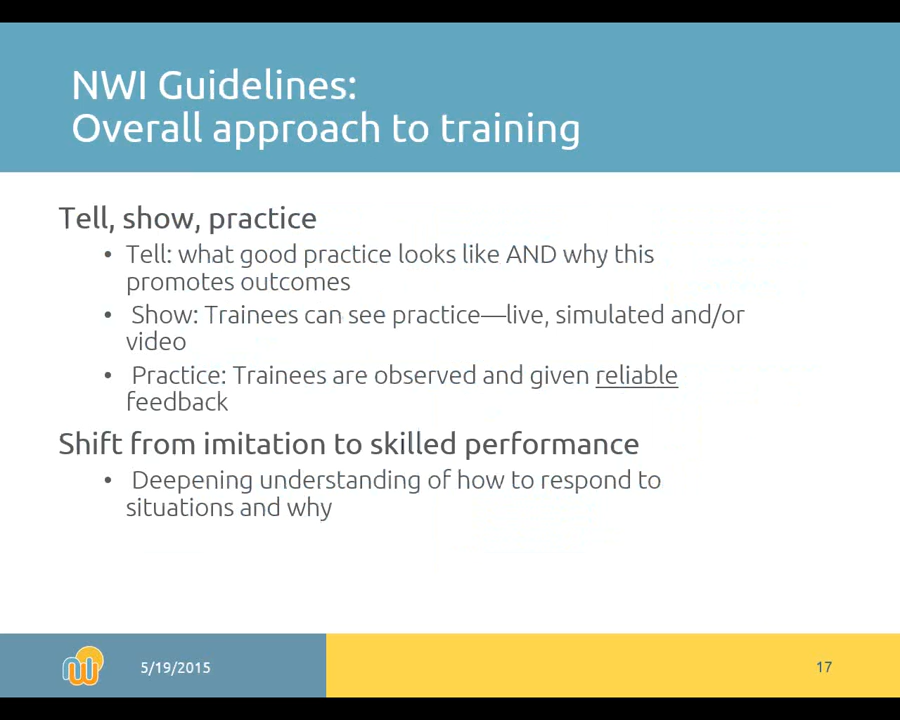 NWI Guidelines:
Overall approach to training
Tell, show, practice
• Tell: what good practice looks like AND why this
promotes outcomes
• Show: Trainees can see practice—live, simulated and/or
video
• Practice: Trainees are observed and given reliable
feedback
Shift from imitation to skilled performance
• Deepening understanding of how to respond to
situations and why
nwi
5/19/2015
17